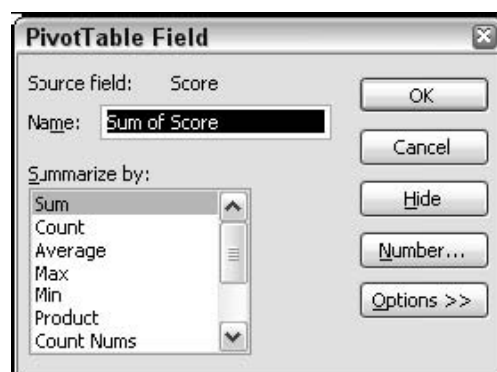 PivotTable Field
Source field: Score
Name: Sum of Score
Summarize by:
Sum
Count
Average
Max
Min
Product
Count Nums
OK
Cancel
Hide
Number...
Options >>